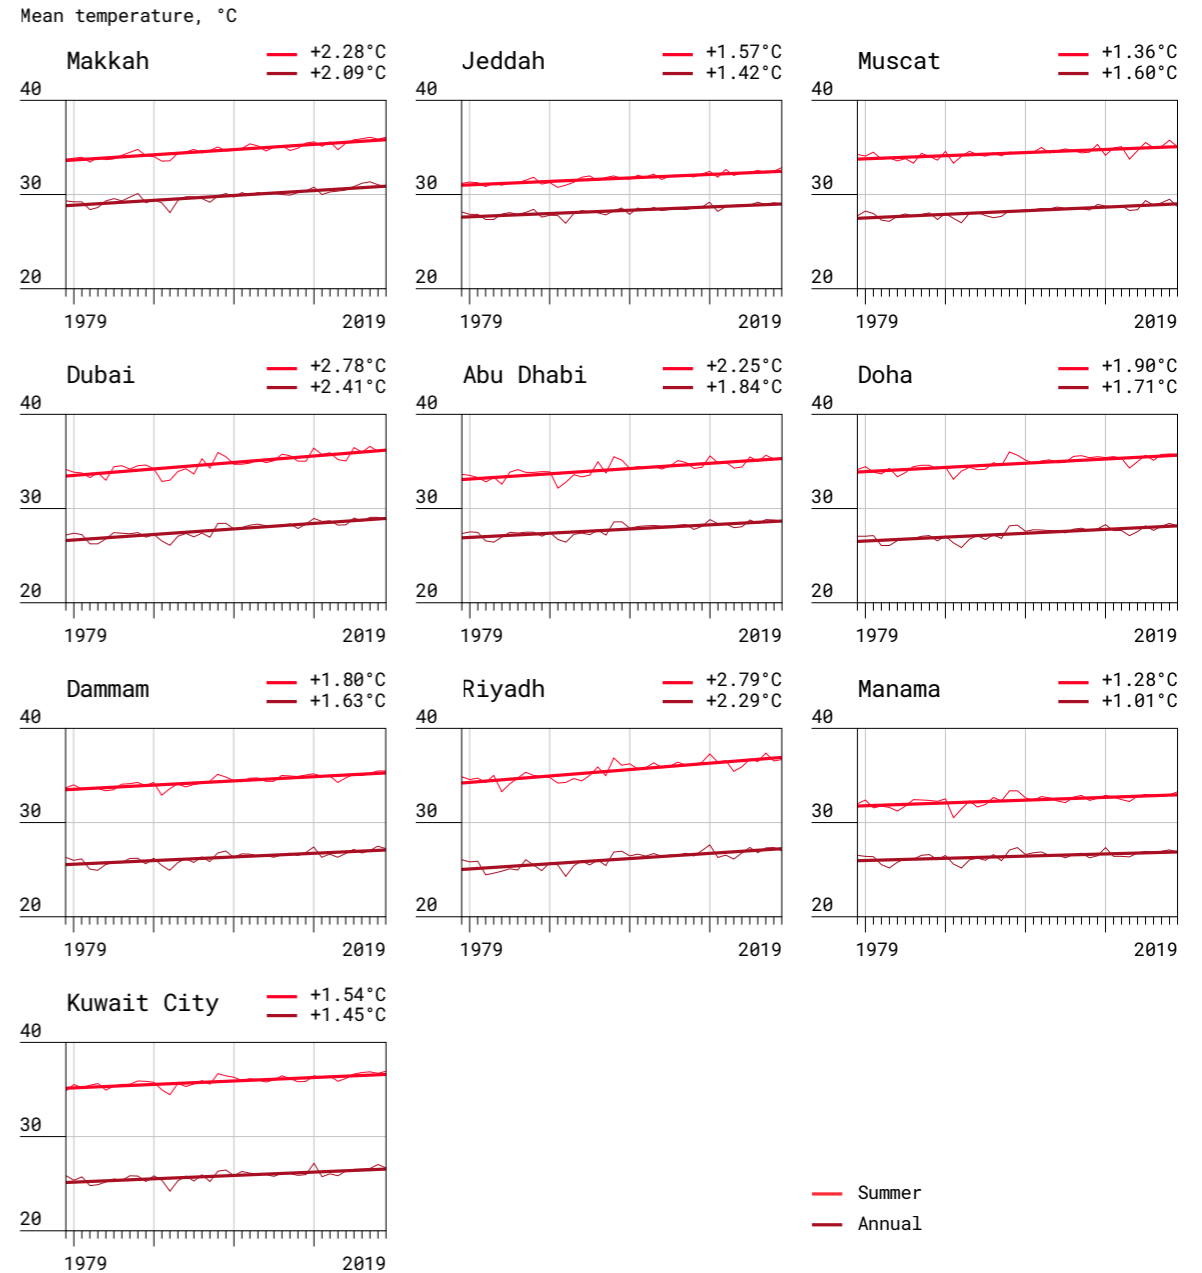 Mean temperature, °C
Makkah
+2.28°C
+2.09°C
Jeddah
+1.57°C
+1.42°C
Muscat
+1.36°C
+1.60°C
40
30
20
1979
2019
40
30
20
1979
2019
40
30
20
1979
2019
Dubai
+2.78°C
+2.41°C
Abu Dhabi
+2.25°C
+1.84°C
Doha
+1.90°C
+1.71°C
40
30
20
1979
2019
40
30
20
1979
2019
40
30
20
1979
2019
Dammam
+1.80°C
+1.63°C
Riyadh
+2.79°C
+2.29°C
Manama
+1.28°C
+1.01°C
40
30
20
1979
2019
40
30
20
1979
2019
40
30
20
1979
2019
Kuwait City
+1.54°C
+1.45°C
40
30
20
1979
2019
Summer
Annual